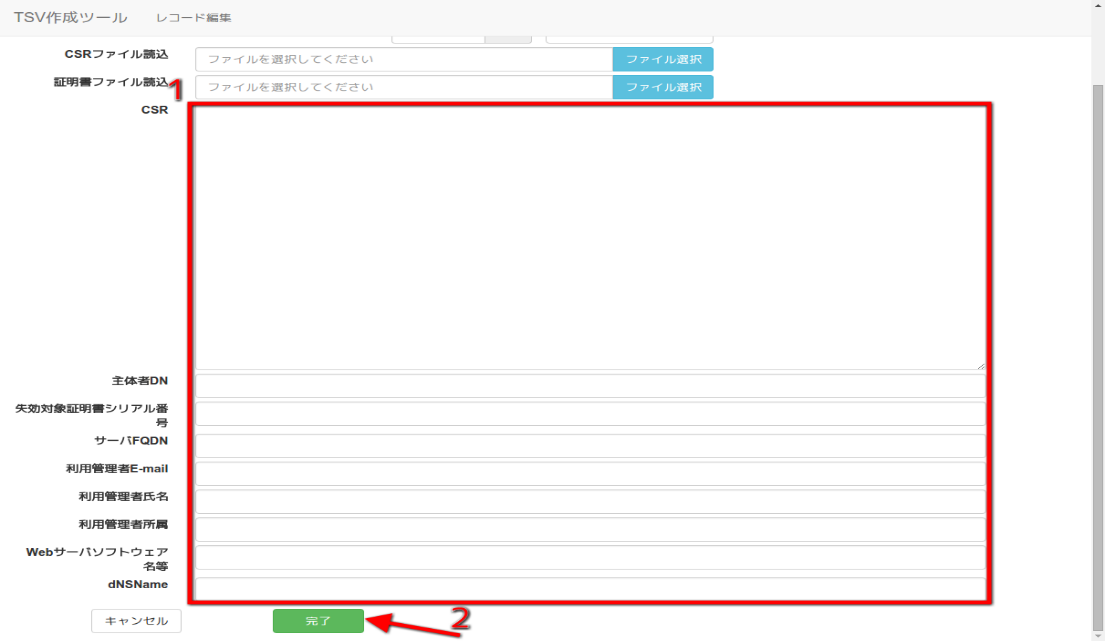 TSV作成ツール レコード編集
CSRファイル読込 ファイルを選択してください ファイル選択
証明書ファイル読込 ファイルを選択してください ファイル選択
1
CSR
主体者DN
失効対象証明書シリアル番
号
サーバFQDN
利用管理者E-mail
利用管理者氏名
利用管理者所属
Webサーバソフトウェア
名等
dNSName
キャンセル 完了 2